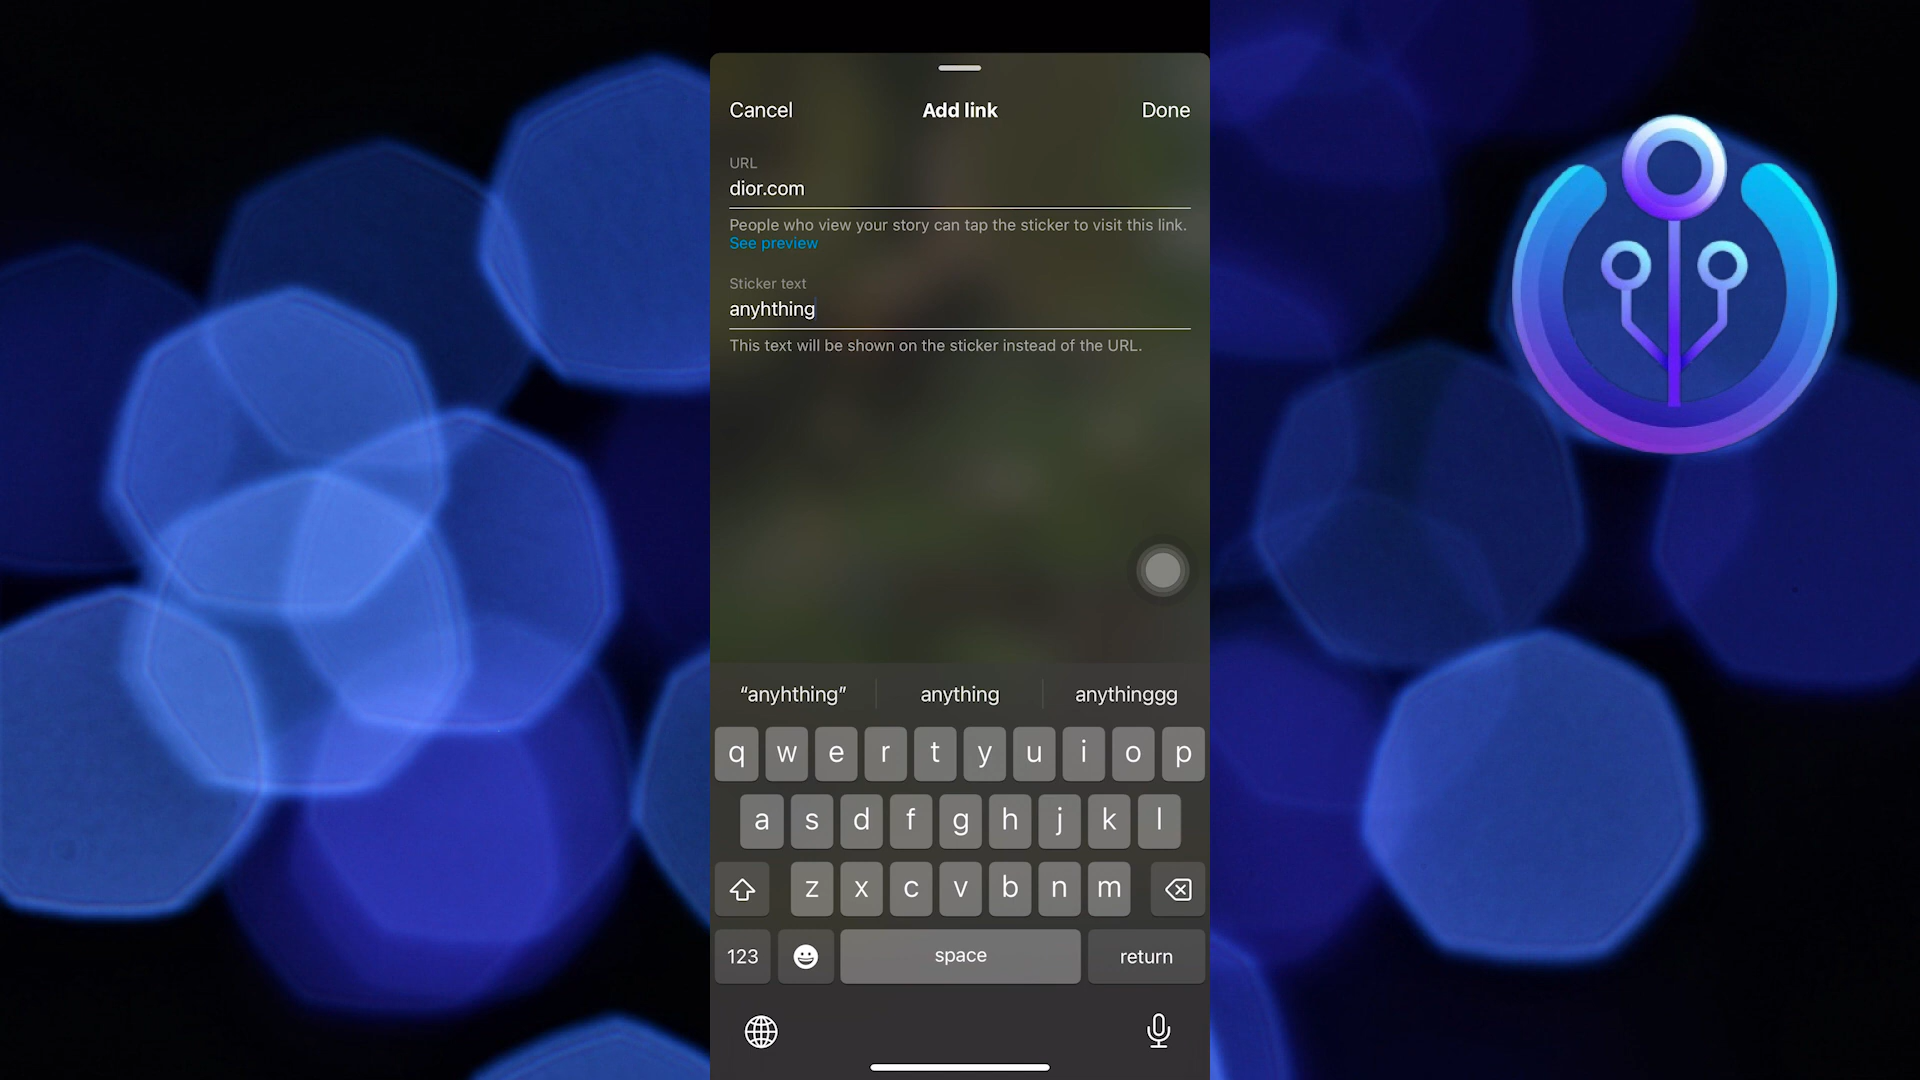 Cancel Add link Done
URL
dior.com
People who view your story can tap the sticker to visit this link.
See preview
Sticker text
anyhthing
This text will be shown on the sticker instead of the URL.
“anyhthing” anything anythinggg
q w e r t y u i o p
a s d f g h j k l
z x c v b n m
123 space return